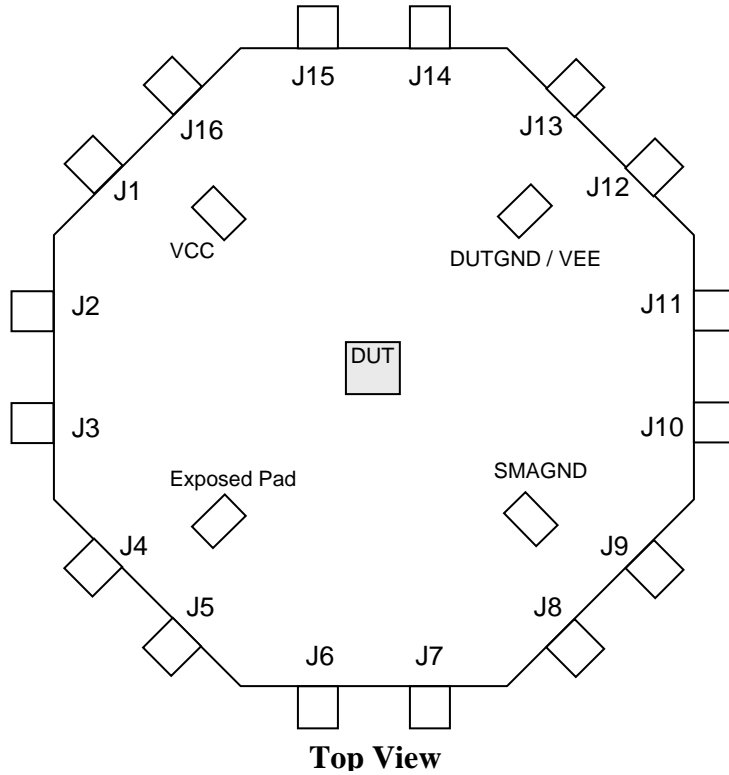 J15
J14
J16
J13
J1
J12
VCC
DUTGND / VEE
J2
J11
DUT
J3
J10
Exposed Pad
SMAGND
J4
J9
J5
J8
J6
J7
Top View